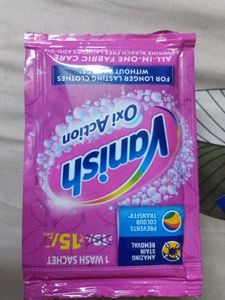 1 WASH SACHET
15/-
AMAZING
STAIN
REMOVAL
PREVENTS
COLOUR
TRANSFER*
Vanish
Oxi Action
FOR LONGER LASTING CLOTHES
ALL-IN-ONE FABRIC CARE